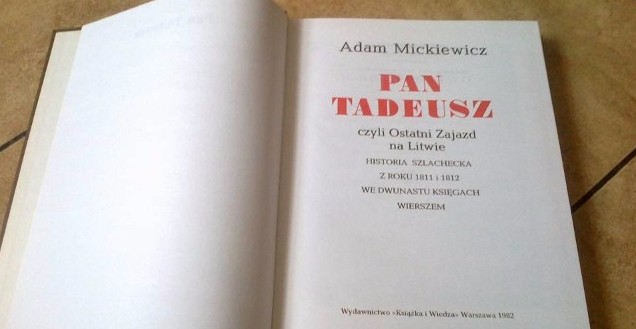 Adam Mickiewicz
PAN
TADEUSZ
czyli Ostatni Zajazd
na Litwie
HISTORIA SZLACHECKA
Z ROKU 1811 i 1812
WE DWUNASTU KSIĘGACH
WIERSZEM
Wydawnictwo «Książka i Wiedza» Warszawa 1982